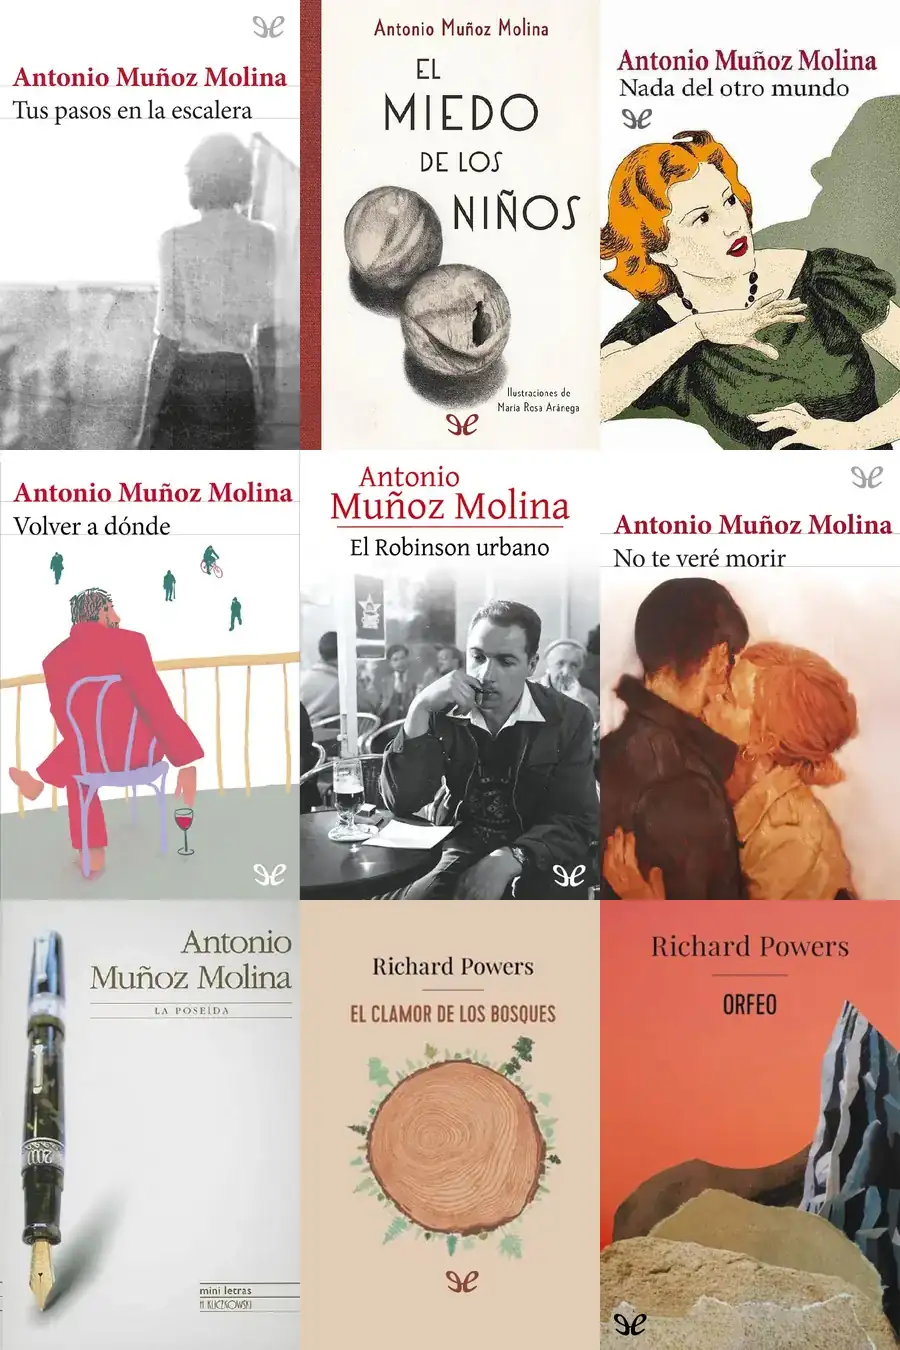 Antonio Muñoz Molina
Tus pasos en la escalera
Antonio Muñoz Molina
EL
MIEDO
DE LOS
NIÑOS
Ilustraciones de
María Rosa Aránega
Antonio Muñoz Molina
Nada del otro mundo
Antonio Muñoz Molina
Volver a dónde
Antonio
Muñoz Molina
El Robinson urbano
Antonio Muñoz Molina
No te veré morir
Antonio
Muñoz Molina
LA POSEÍDA
mini letras
H KLICZKOWSKI
Richard Powers
EL CLAMOR DE LOS BOSQUES
Richard Powers
ORFEO